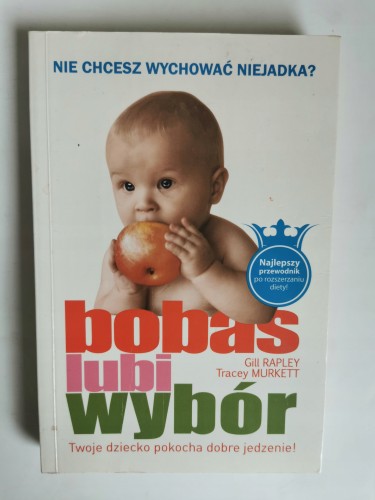 NIE CHCESZ WYCHOWAĆ NIEJADKA?
Najlepszy
przewodnik
po rozszerzaniu
diety!
bobas
Gill RAPLEY
lubi
Tracey MURKETT
wybór
Twoje dziecko pokocha dobre jedzenie!